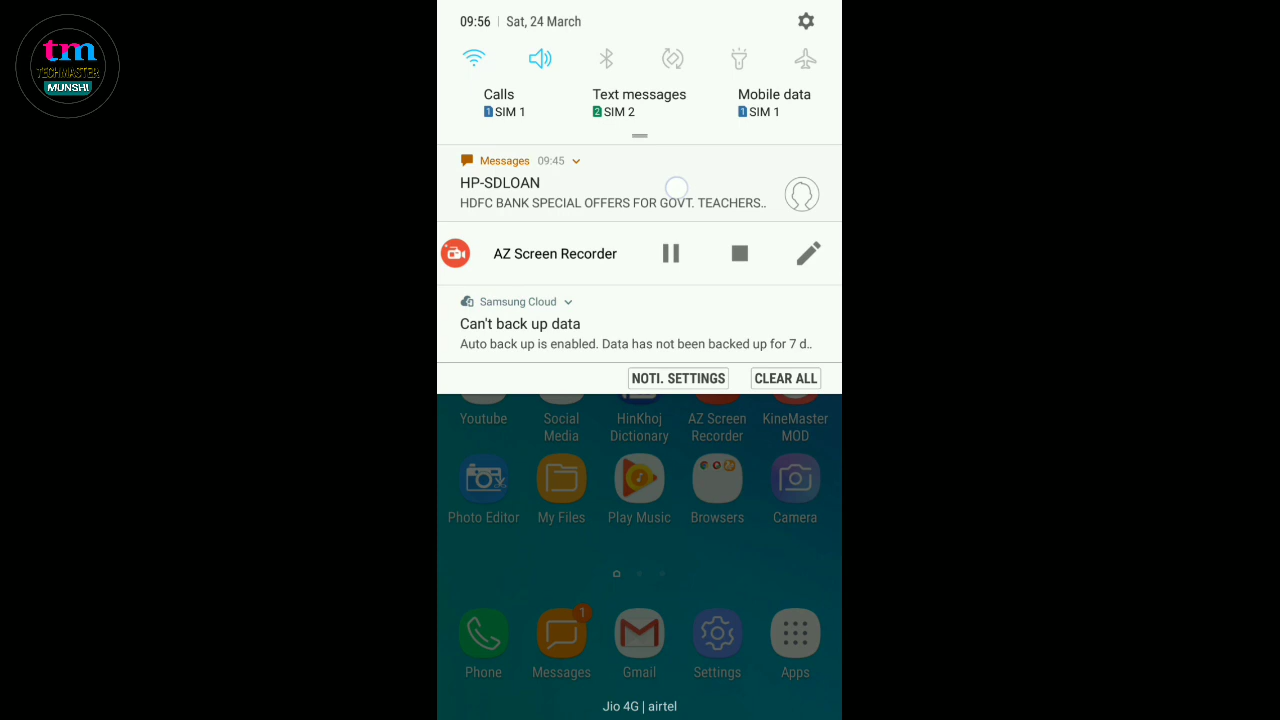 tm
TECHMASTER
MUNSHI
09:56 | Sat, 24 March
Calls
1 SIM 1
Text messages
2 SIM 2
Mobile data
1 SIM 1
Messages 09:45
HP-SDLOAN
HDFC BANK SPECIAL OFFERS FOR GOVT. TEACHERS..
AZ Screen Recorder
Samsung Cloud
Can't back up data
Auto back up is enabled. Data has not been backed up for 7 d..
NOTI. SETTINGS
CLEAR ALL
Youtube
Social
Media
HinKhoj
Dictionary
AZ Screen
Recorder
KineMaster
MOD
Photo Editor
My Files
Play Music
Browsers
Camera
1
Phone
Messages
Gmail
Settings
Apps
Jio 4G | airtel